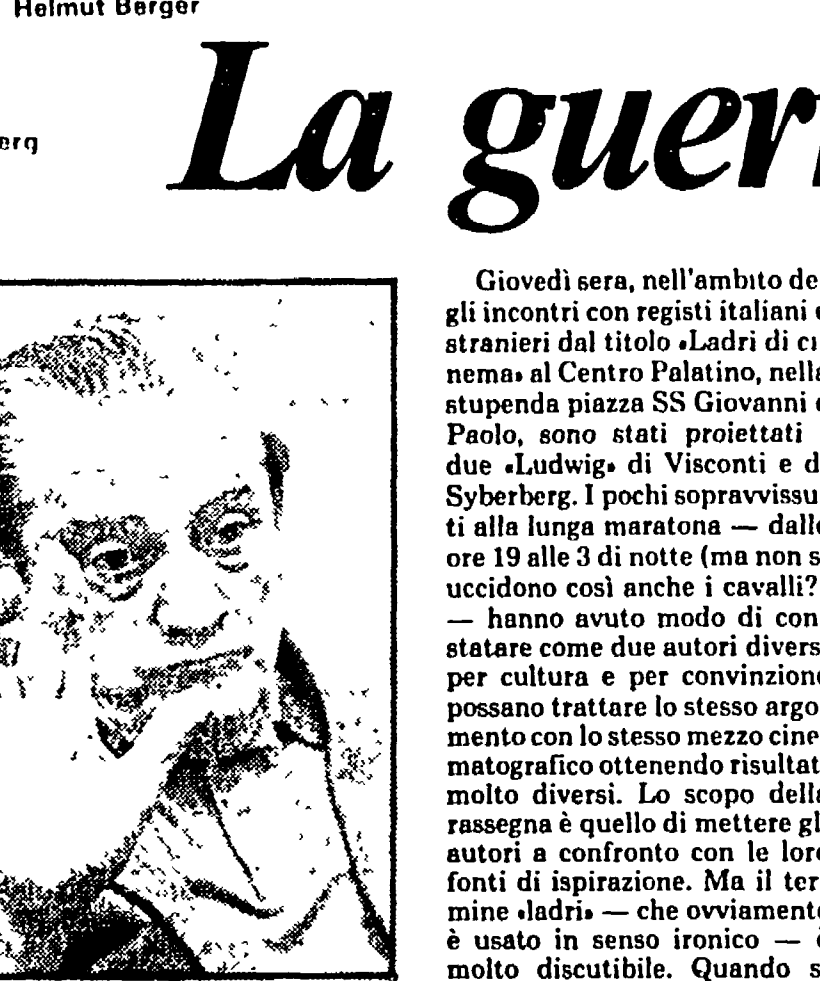 Helmut Berger
erg
La guer
Giovedì sera, nell'ambito de
gli incontri con registi italiani e
stranieri dal titolo «Ladri di ci
nema» al Centro Palatino, nella
stupenda piazza SS Giovanni e
Paolo, sono stati proiettati
due «Ludwig» di Visconti e d
Syberberg. I pochi sopravvissu
ti alla lunga maratona — dalle
ore 19 alle 3 di notte (ma non s
uccidono così anche i cavalli?
— hanno avuto modo di con
statare come due autori divers
per cultura e per convinzione
possano trattare lo stesso argo
mento con lo stesso mezzo cine
matografico ottenendo risultat
molto diversi. Lo scopo della
rassegna è quello di mettere gl
autori a confronto con le loro
fonti di ispirazione. Ma il ter
mine «ladri» — che ovviamente
è usato in senso ironico — è
molto discutibile. Quando s